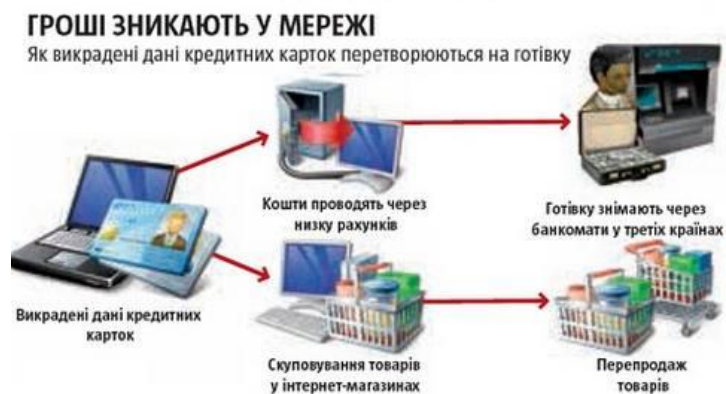 ГРОШІ ЗНИКАЮТЬ У МЕРЕЖІ
Як викрадені дані кредитних карток перетворюються на готівку
Кошти проводять через
низку рахунків
Готівку знімають через
банкомати у третіх країнах
Викрадені дані кредитних
карток
Скуповування товарів
у інтернет-магазинах
Перепродаж
товарів